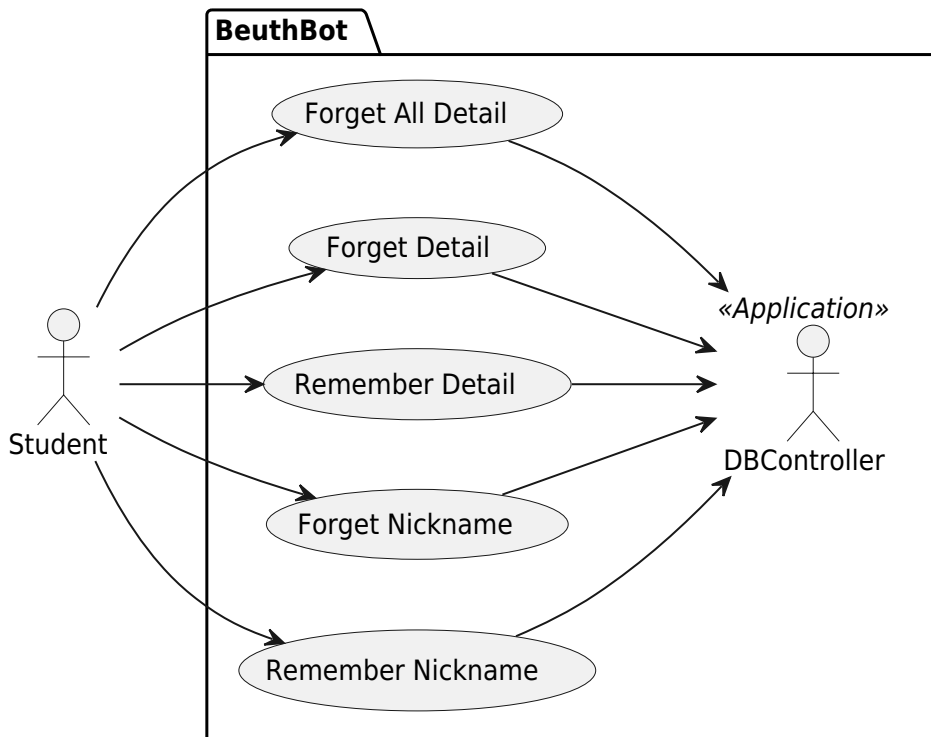 BeuthBot
Forget All Detail
Forget Detail
«Application»
Remember Detail
Student
DBController
Forget Nickname
Remember Nickname